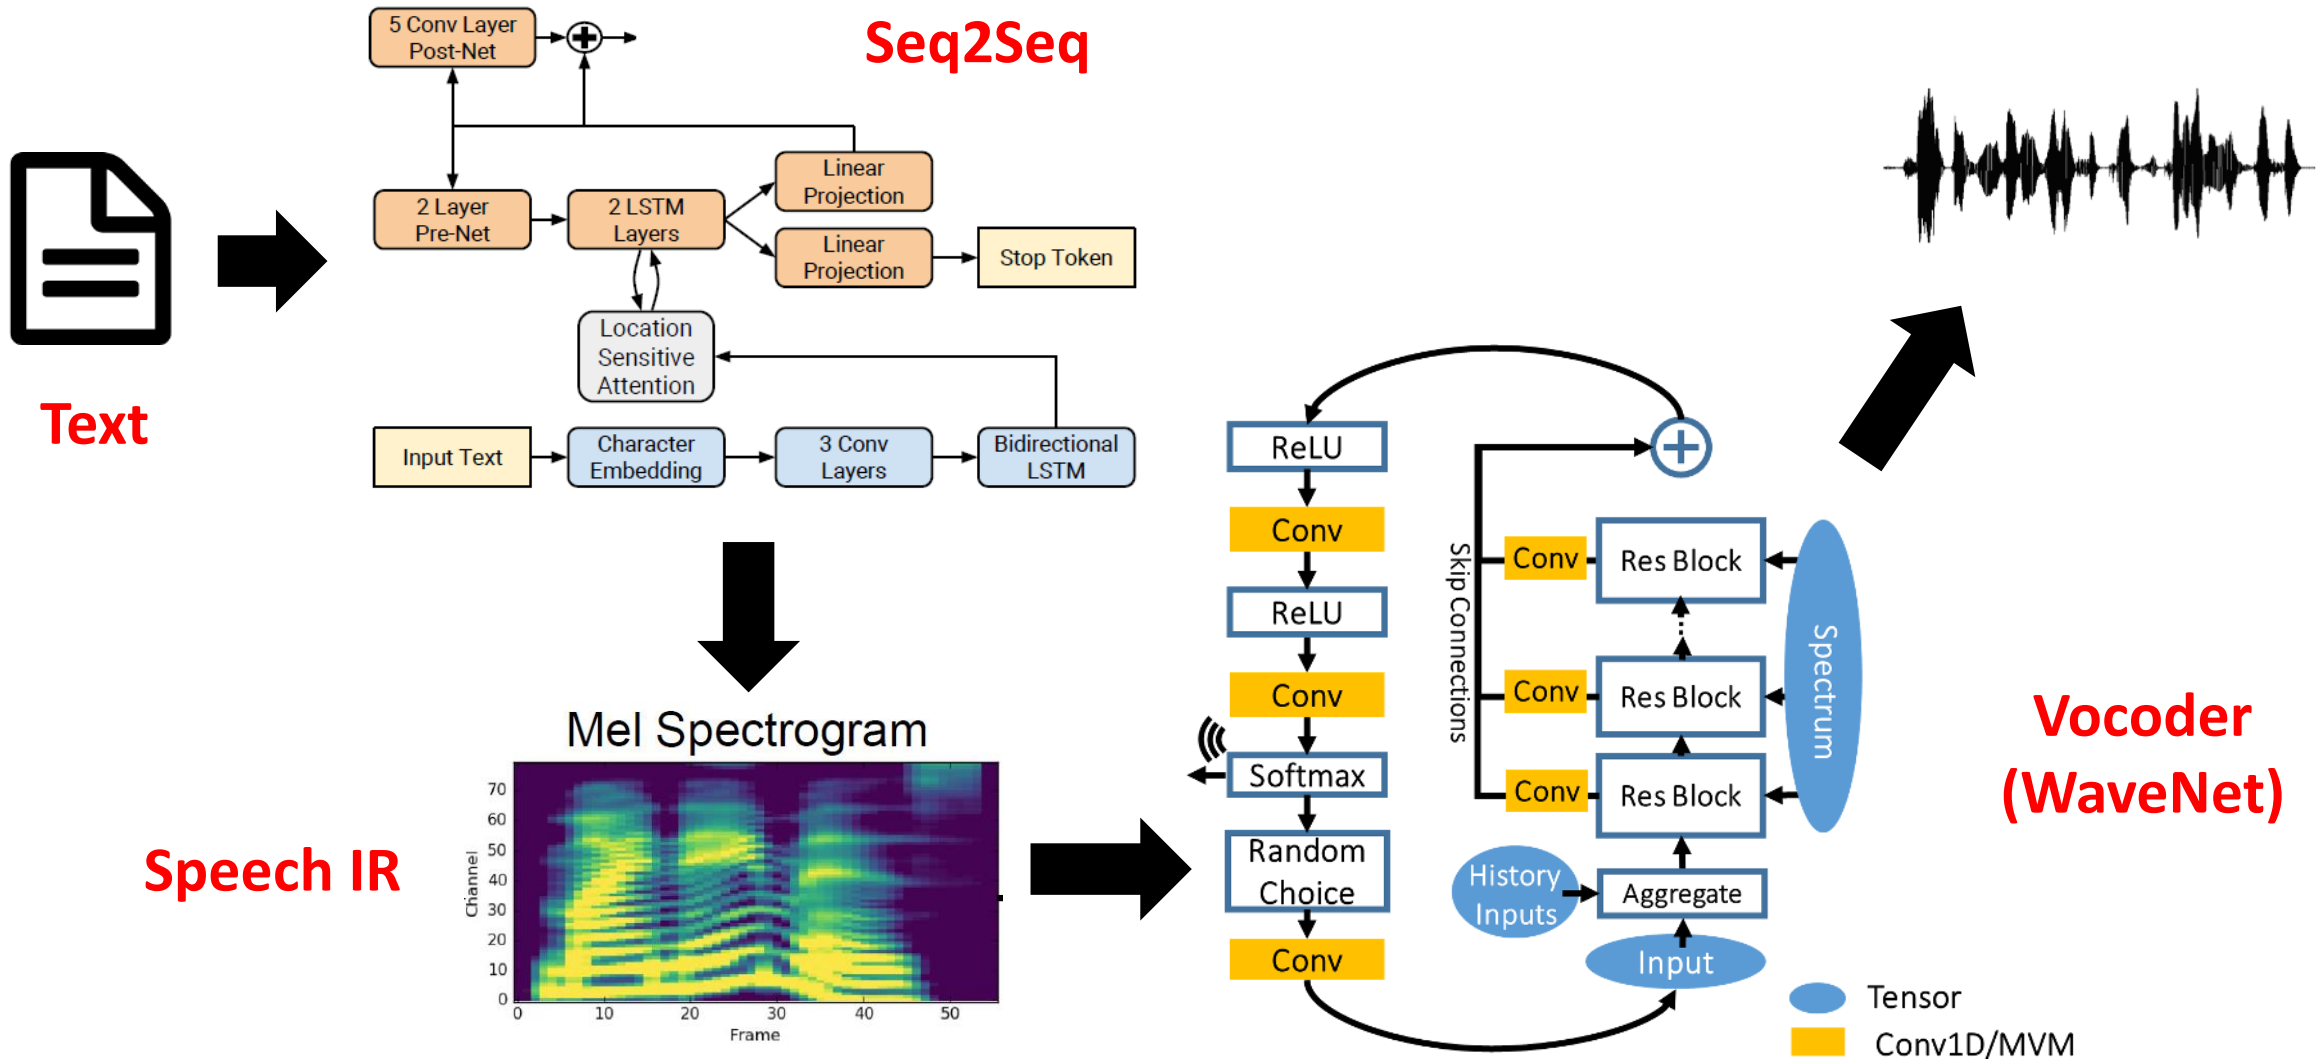 Seq2Seq
5 Conv Layer
Post-Net
Linear
Projection
2 Layer
Pre-Net
2 LSTM
Layers
Linear
Projection
Stop Token
Location
Sensitive
Attention
Text
Input Text
Character
Embedding
3 Conv
Layers
Bidirectional
LSTM
Mel Spectrogram
Speech IR
Channel
70
60
50
40
30
20
10
0
0
10
20
30
40
50
Frame
ReLU
Conv
ReLU
Conv
Softmax
Random
Choice
Conv
Skip Connections
Conv
Res Block
Conv
Res Block
Conv
Res Block
Spectrum
History
Inputs
Aggregate
Input
Vocoder
(WaveNet)
Tensor
Conv1D/MVM